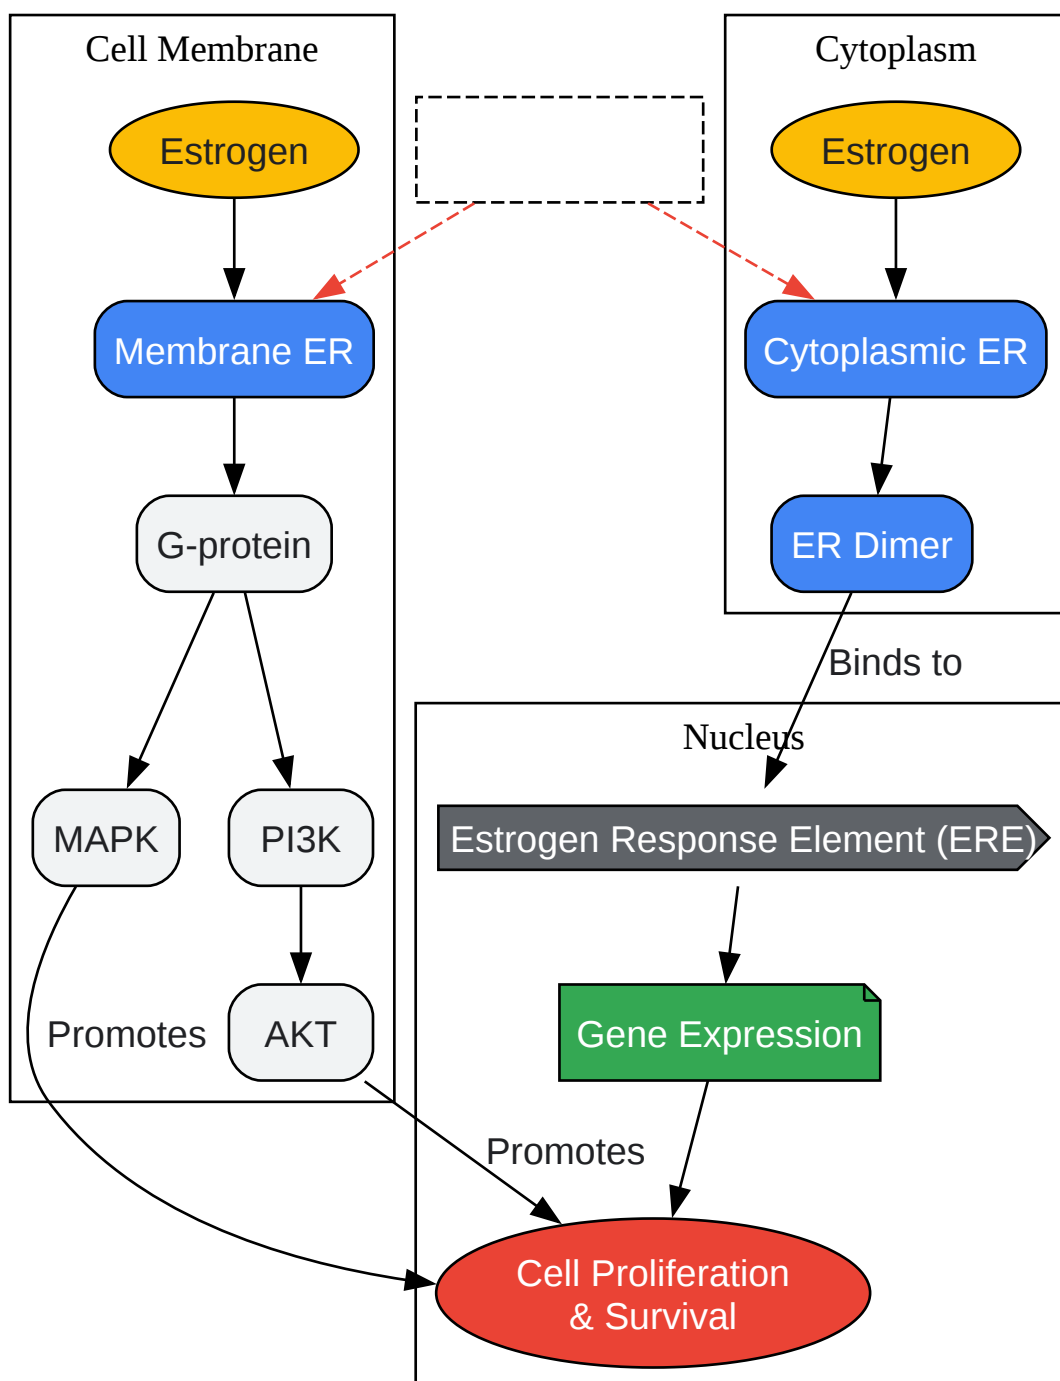 Cell Membrane
Cytoplasm
Estrogen
Estrogen
Membrane ER
Cytoplasmic ER
G-protein
ER Dimer
Binds to
Nucleus
MAPK
PI3K
Estrogen Response Element (ERE)
Promotes
AKT
Gene Expression
Promotes
Cell Proliferation
& Survival